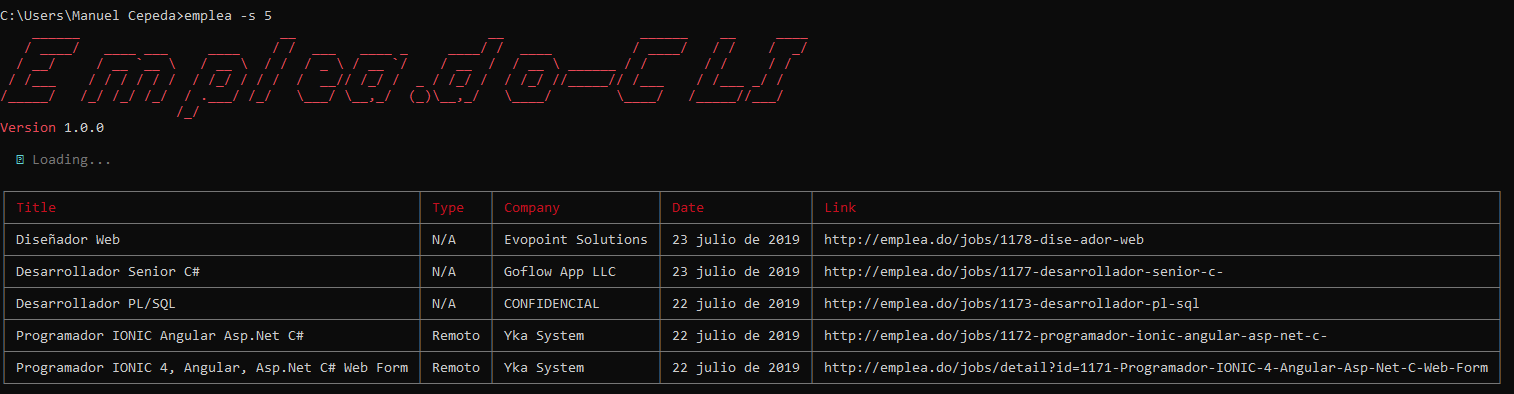 C:\Users\Manuel Cepeda>emplea -s 5
Emplea.do-CLI
Version 1.0.0
Loading...
Title Type Company Date Link
Diseñador Web N/A Evopoint Solutions 23 julio de 2019 http://emplea.do/jobs/1178-dise-ador-web
Desarrollador Senior C# N/A Goflow App LLC 23 julio de 2019 http://emplea.do/jobs/1177-desarrollador-senior-c-
Desarrollador PL/SQL N/A CONFIDENCIAL 22 julio de 2019 http://emplea.do/jobs/1173-desarrollador-pl-sql
Programador IONIC Angular Asp.Net C# Remoto Yka System 22 julio de 2019 http://emplea.do/jobs/1172-programador-ionic-angular-asp-net-c-
Programador IONIC 4, Angular, Asp.Net C# Web Form Remoto Yka System 22 julio de 2019 http://emplea.do/jobs/detail?id=1171-Programador-IONIC-4-Angular-Asp-Net-C-Web-Form